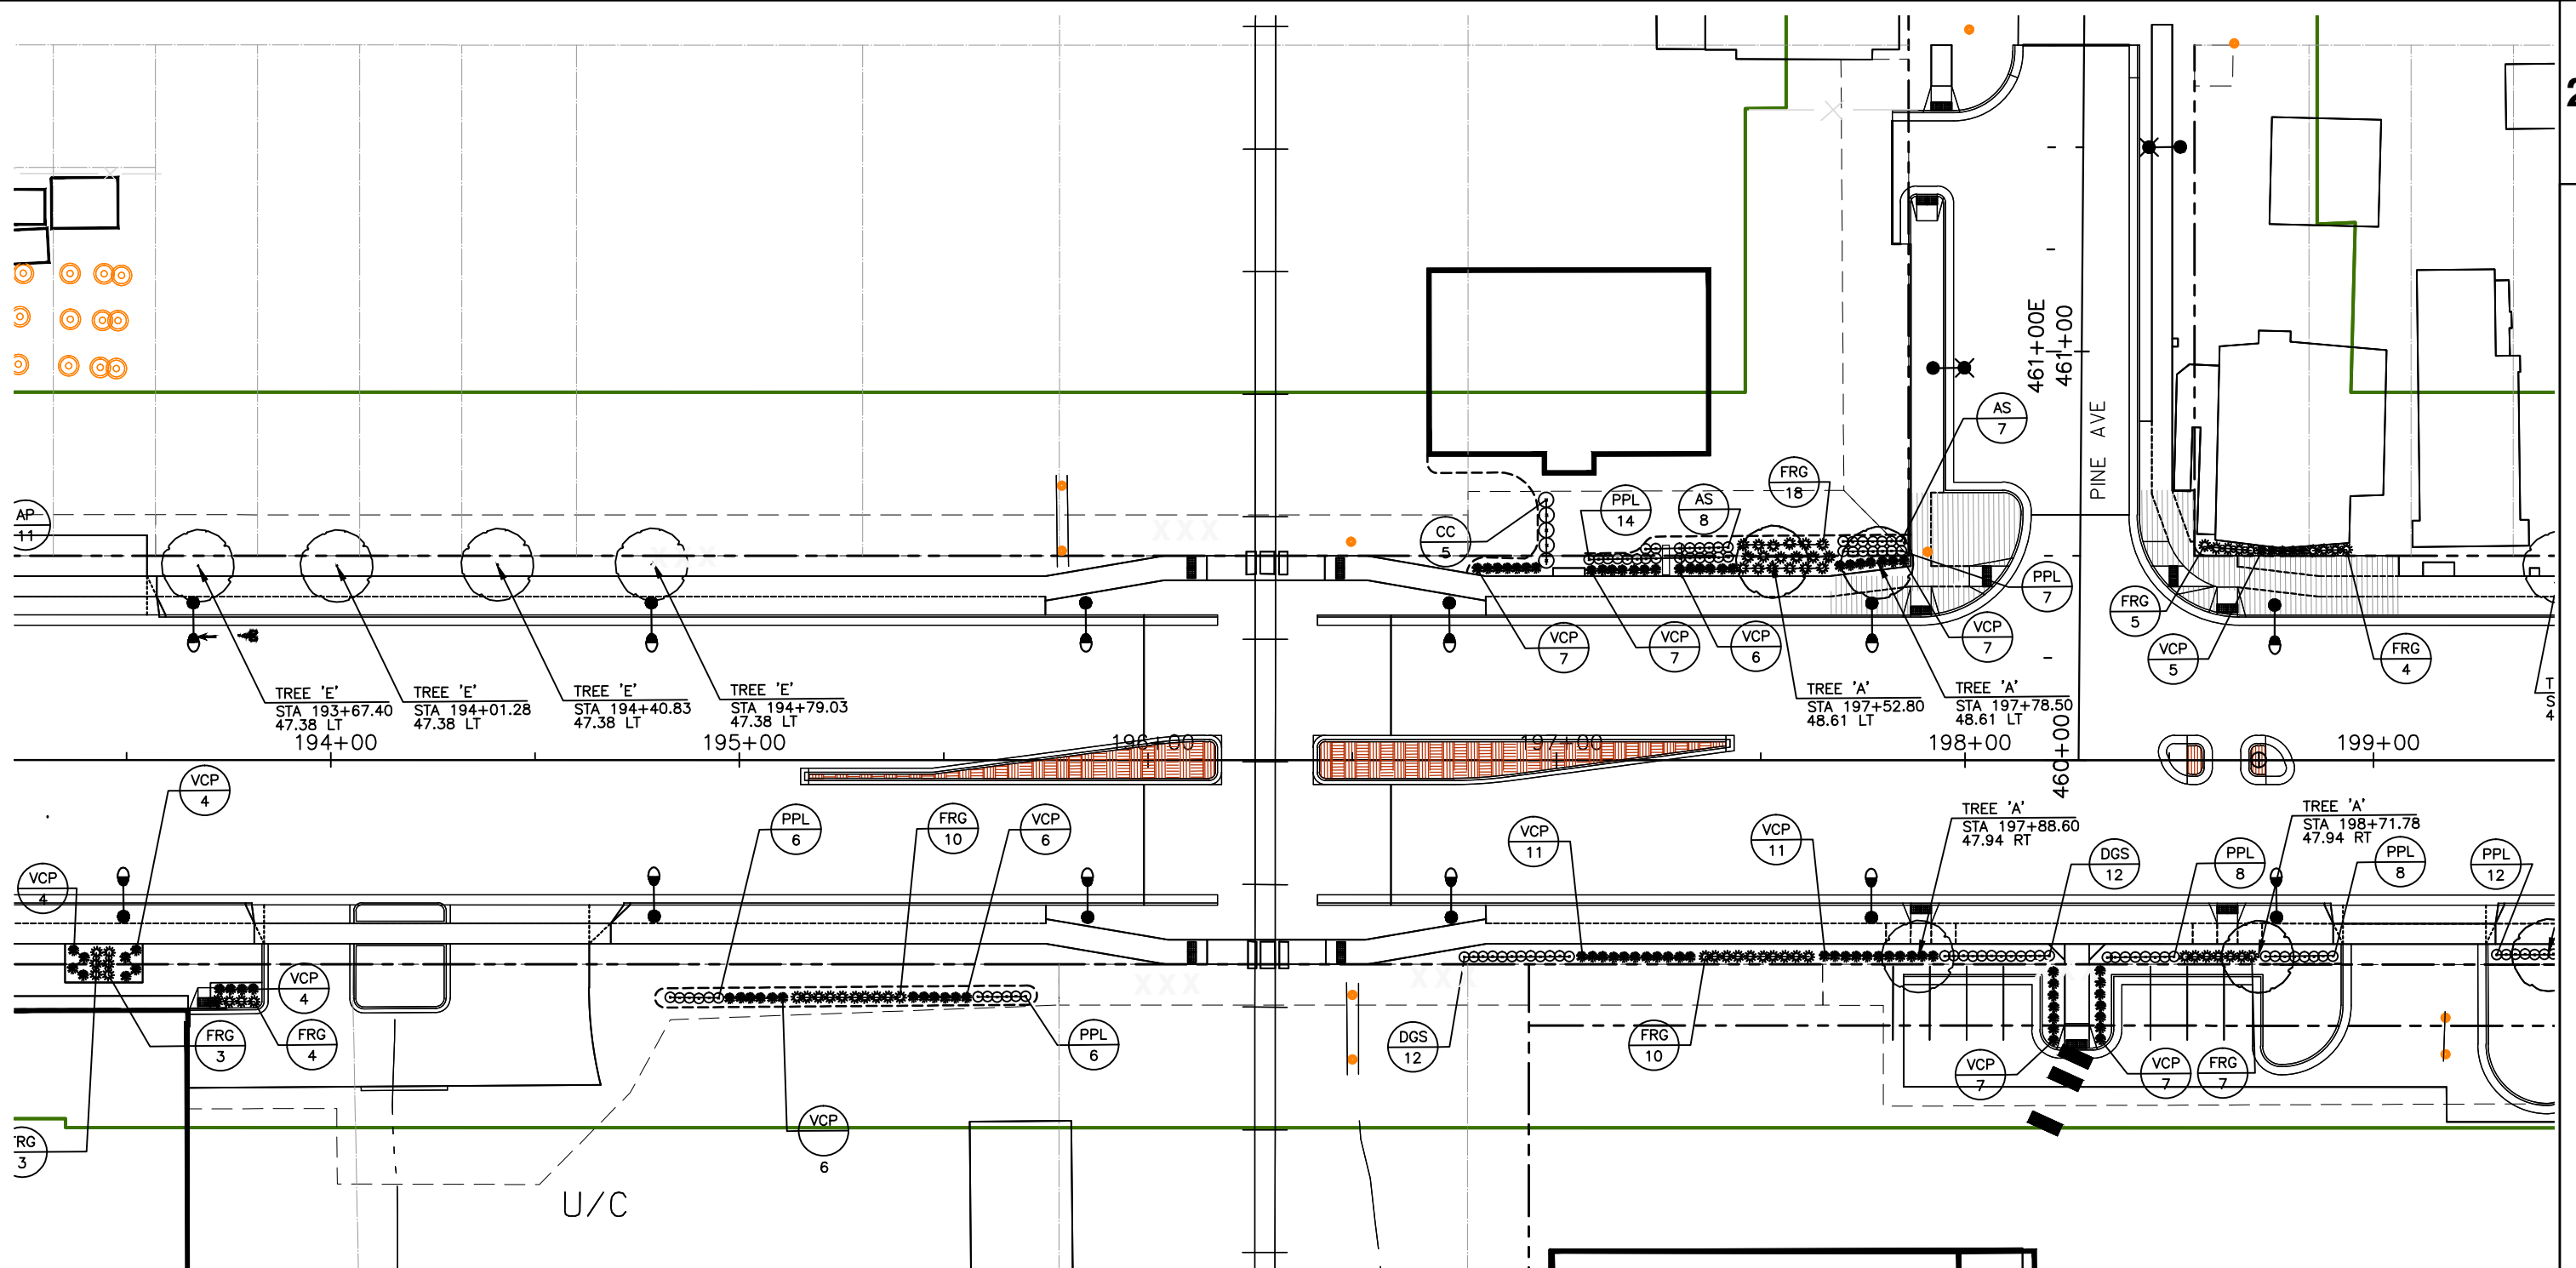 2
461+00E
461+00
PINE AVE
AS
7
FRG
18
PPL
14
AS
8
CC
5
AP
11
PPL
7
FRG
5
VCP
7
VCP
7
VCP
6
VCP
7
VCP
5
FRG
4
TREE 'E'
STA 193+67.40
47.38 LT
TREE 'E'
STA 194+01.28
47.38 LT
TREE 'E'
STA 194+40.83
47.38 LT
TREE 'E'
STA 194+79.03
47.38 LT
TREE 'A'
STA 197+52.80
48.61 LT
TREE 'A'
STA 197+78.50
48.61 LT
T
S
4
194+00
195+00
196+00
197+00
198+00
199+00
460+00
VCP
4
VCP
4
PPL
6
FRG
10
VCP
6
VCP
11
VCP
11
TREE 'A'
STA 197+88.60
47.94 RT
DGS
12
PPL
8
TREE 'A'
STA 198+71.78
47.94 RT
PPL
8
PPL
12
XXX
XXX
XXX
XXX
VCP
4
FRG
3
FRG
4
PPL
6
DGS
12
FRG
10
VCP
7
VCP
7
FRG
7
VCP
6
RG
3
U/C